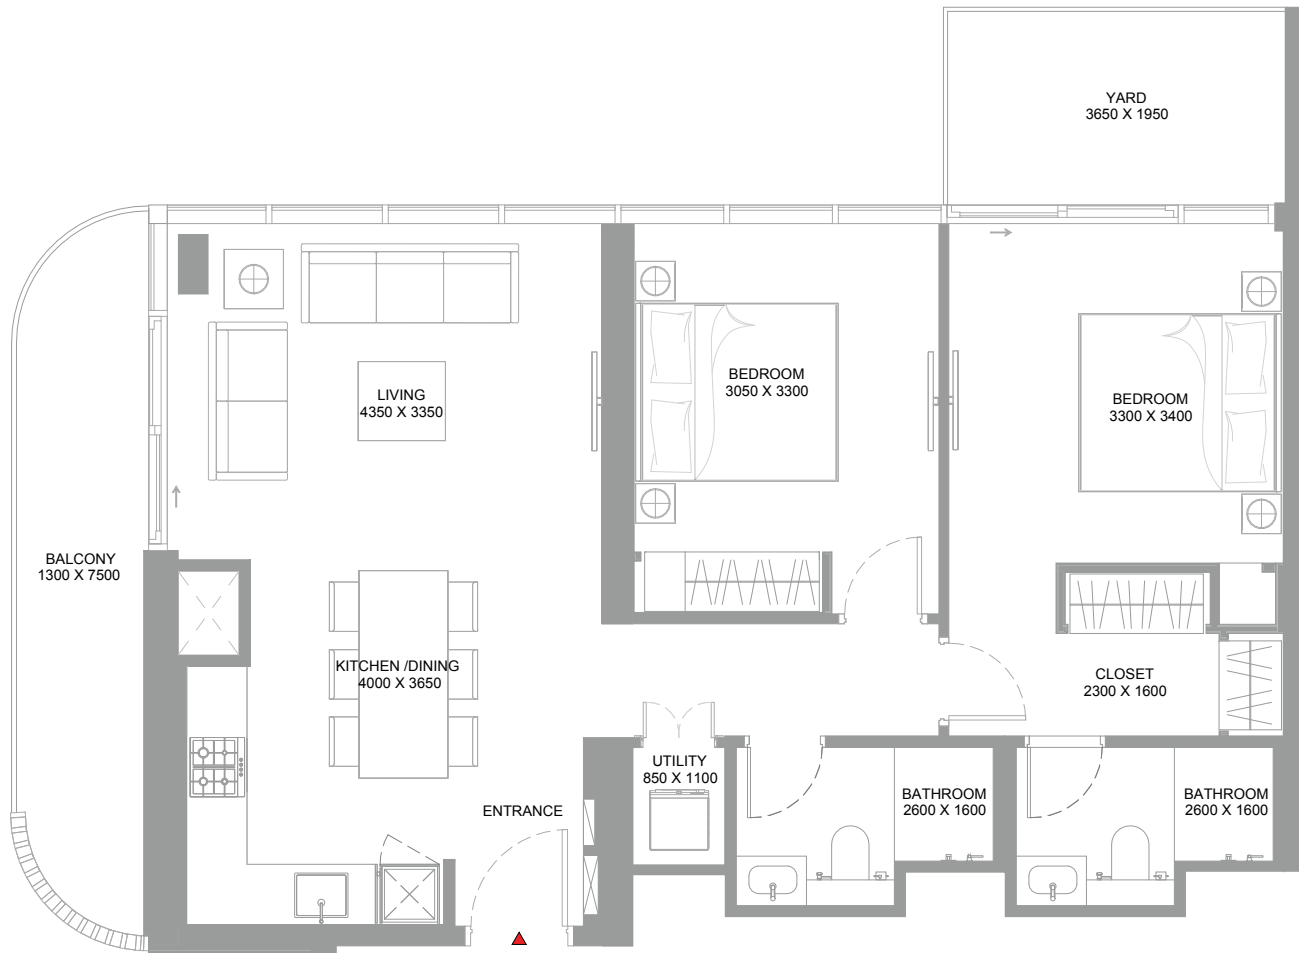 YARD
3650 X 1950
LIVING
4350 X 3350
BEDROOM
3050 X 3300
BEDROOM
3300 X 3400
BALCONY
1300 X 7500
KITCHEN /DINING
4000 X 3650
CLOSET
2300 X 1600
UTILITY
850 X 1100
ENTRANCE
BATHROOM
2600 X 1600
BATHROOM
2600 X 1600